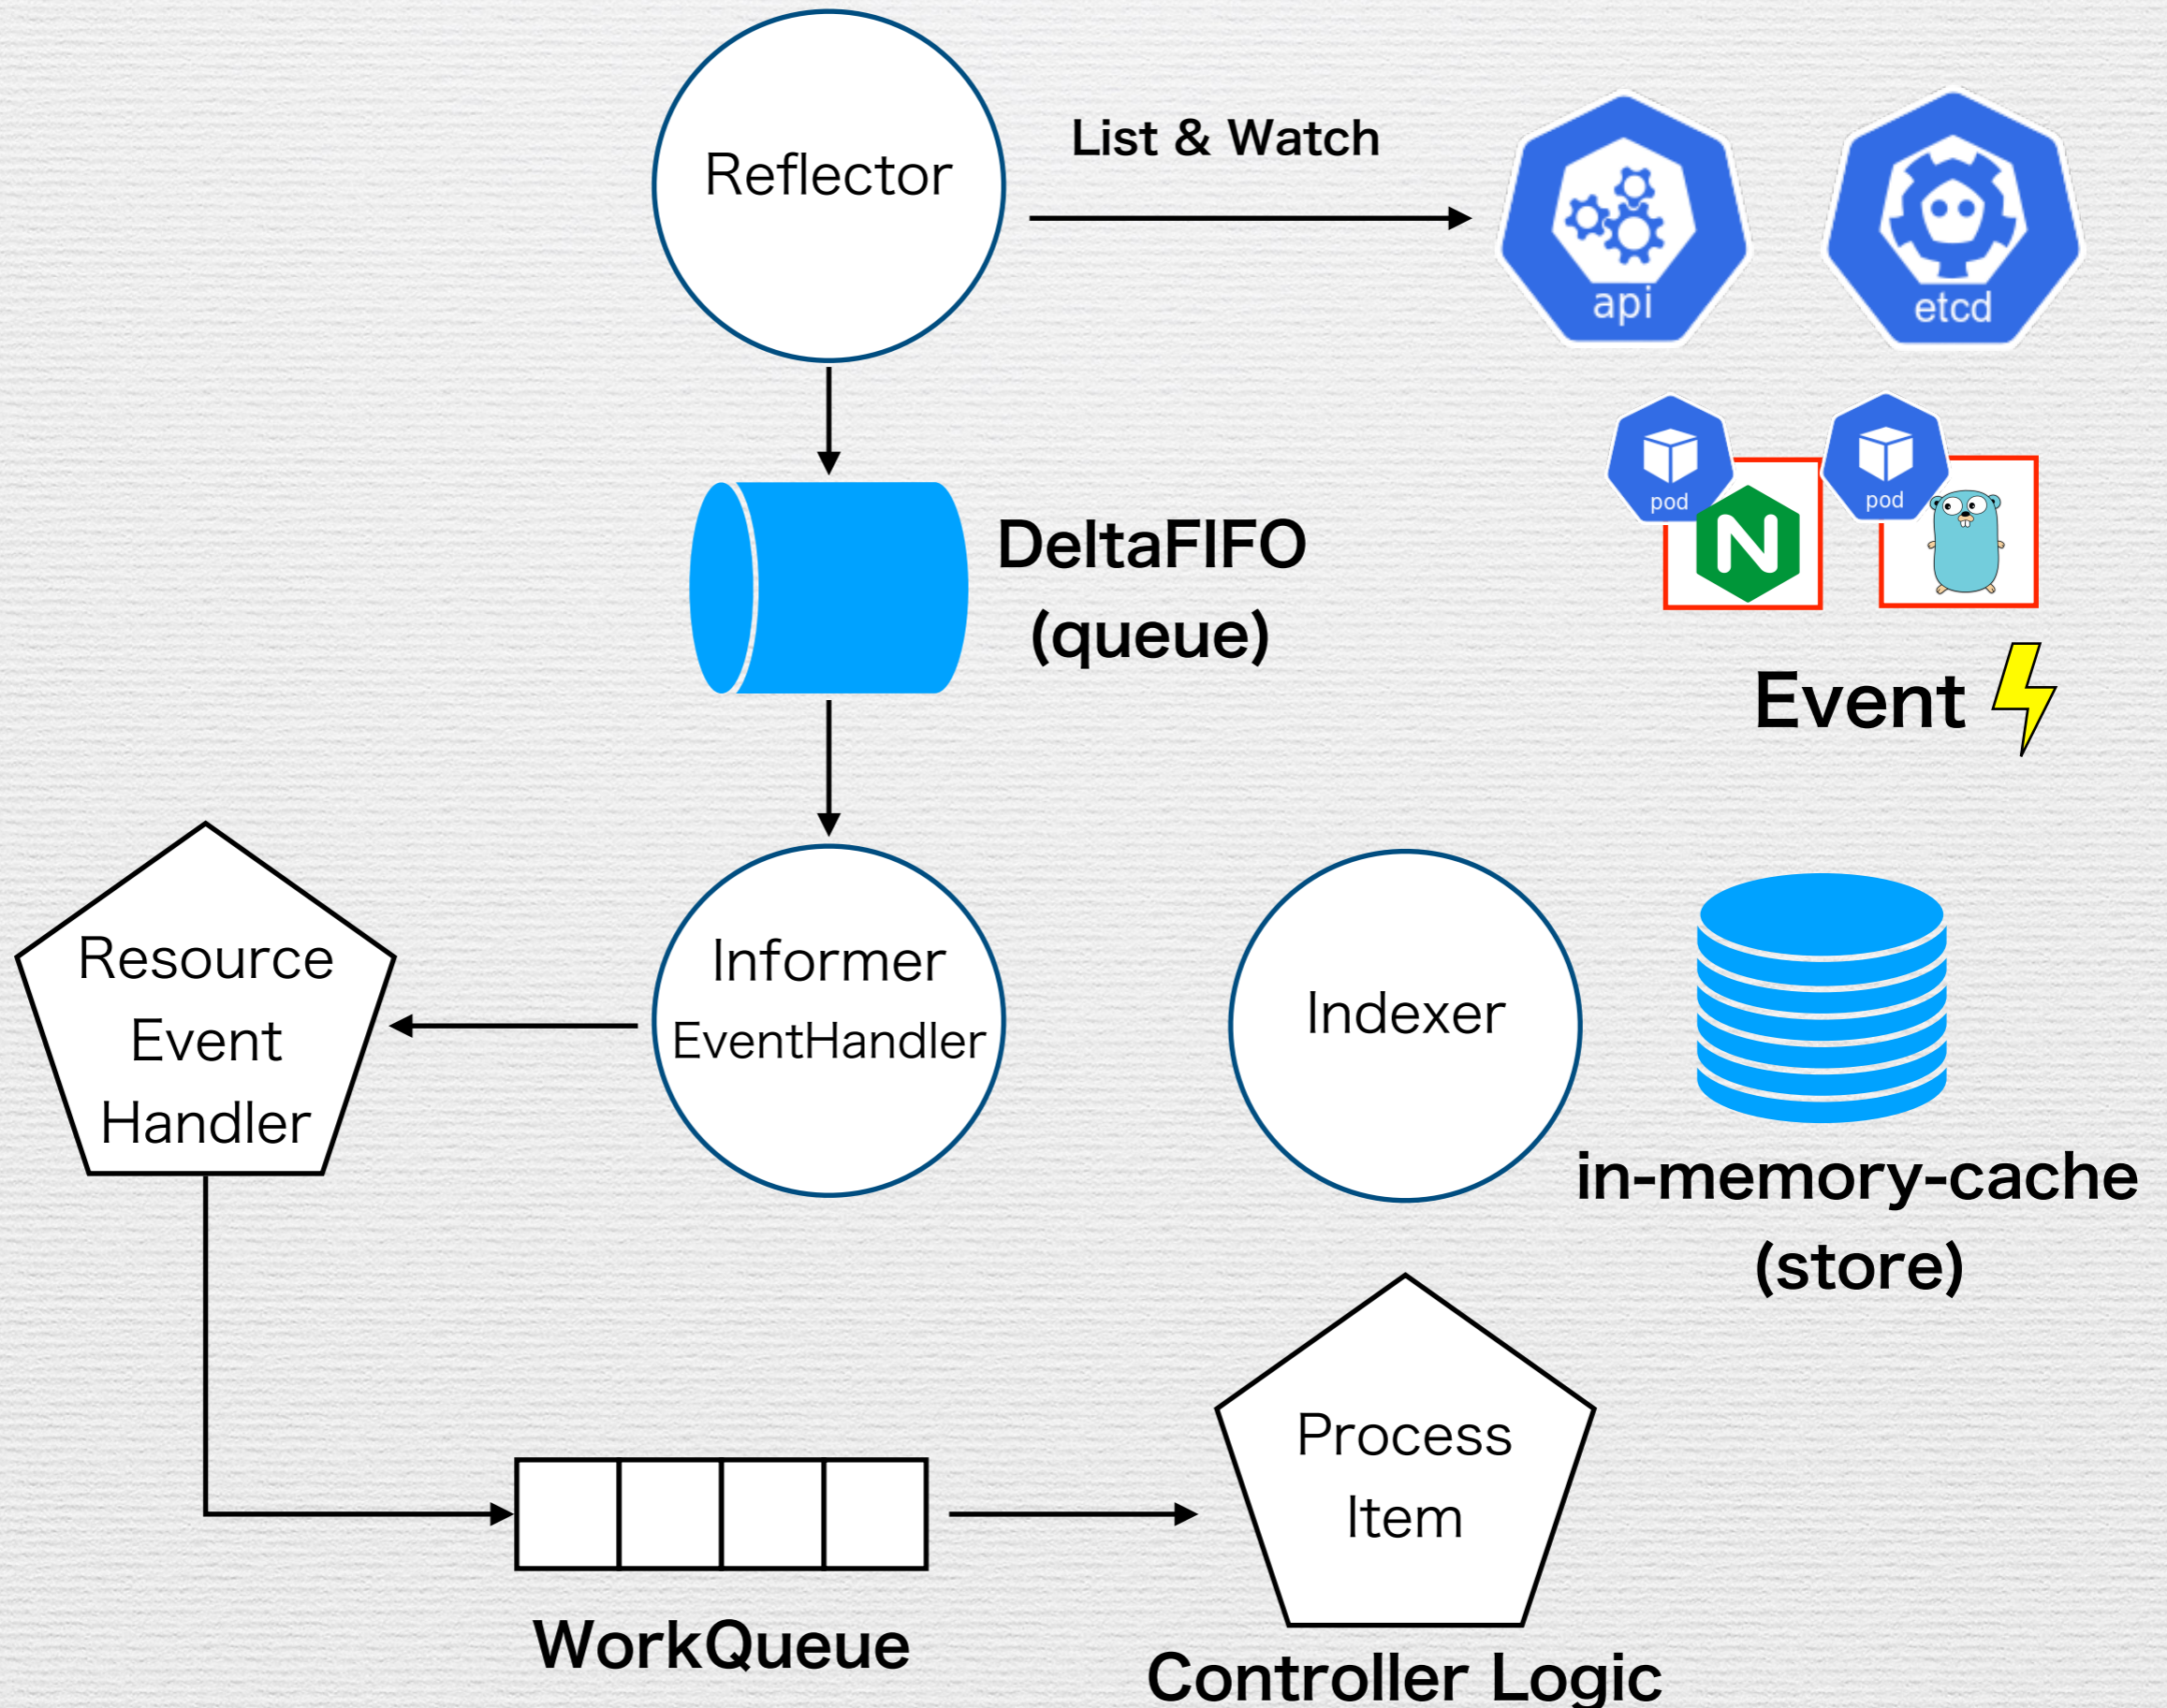 Reflector
List & Watch
api
etcd
pod
pod
N
DeltaFIFO
(queue)
Event
Resource
Event
Handler
Informer
EventHandler
Indexer
in-memory-cache
(store)
Process
Item
WorkQueue
Controller Logic